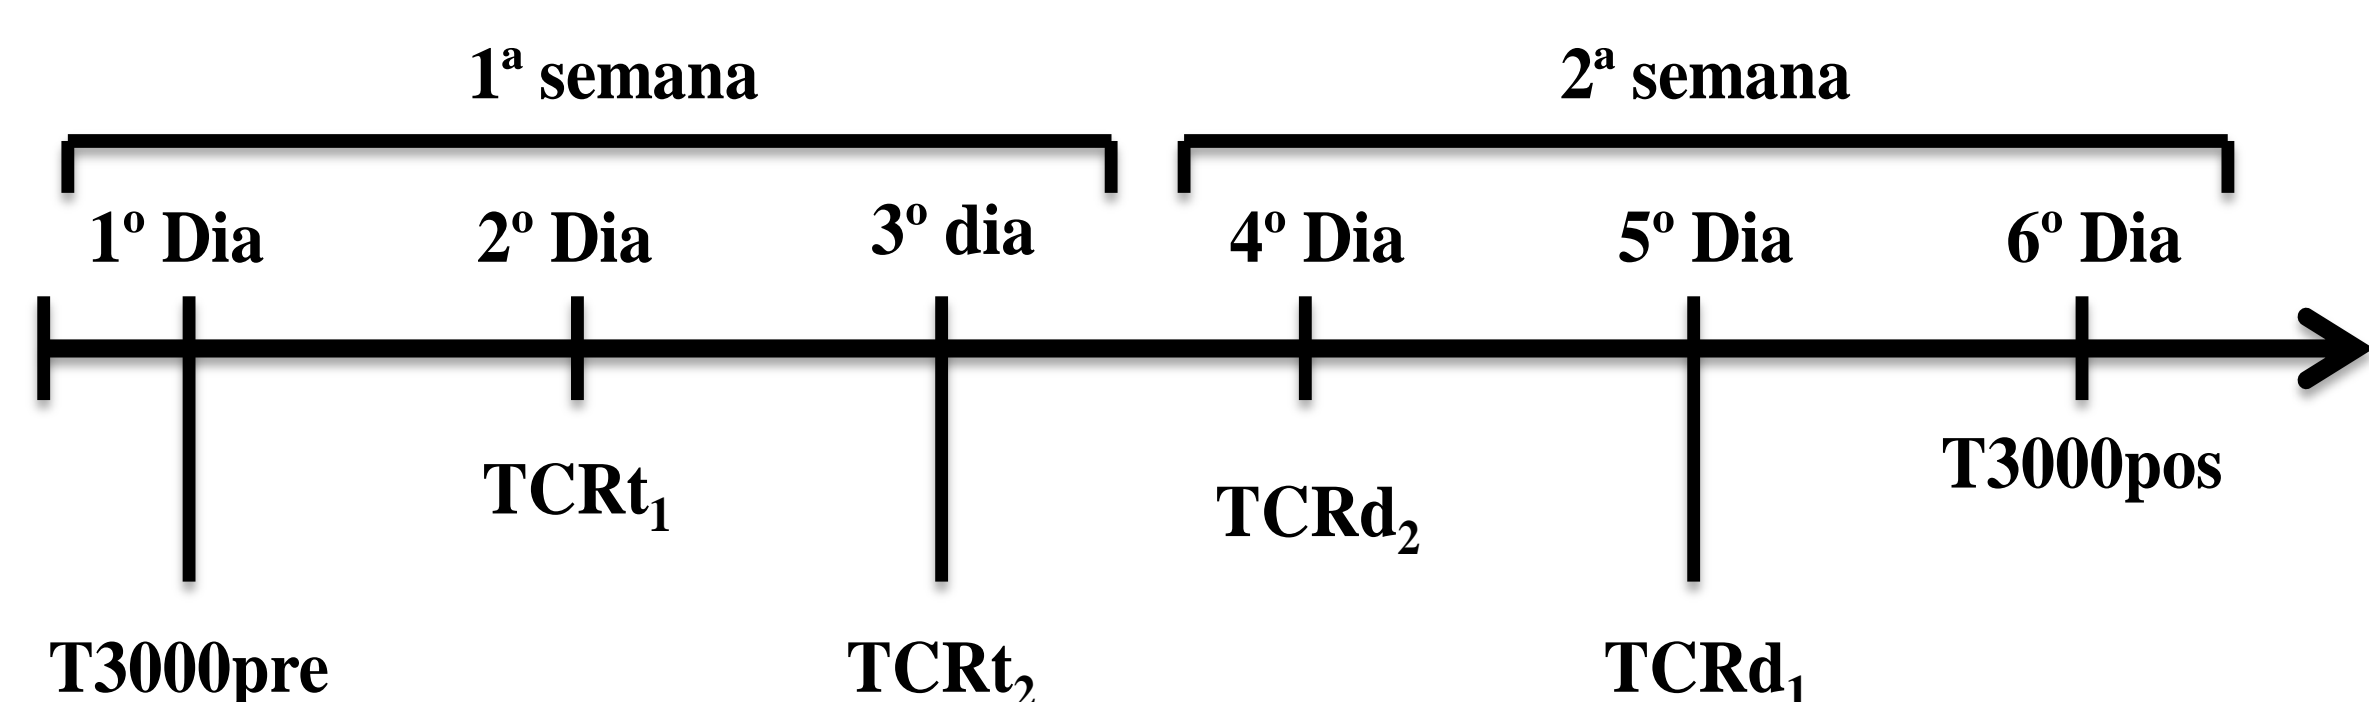 1ª semana 2ª semana
1º Dia 2º Dia 3º dia 4º Dia 5º Dia 6º Dia
TCRt₁ TCRd₂ T3000pos
T3000pre TCRt₂ TCRd₁